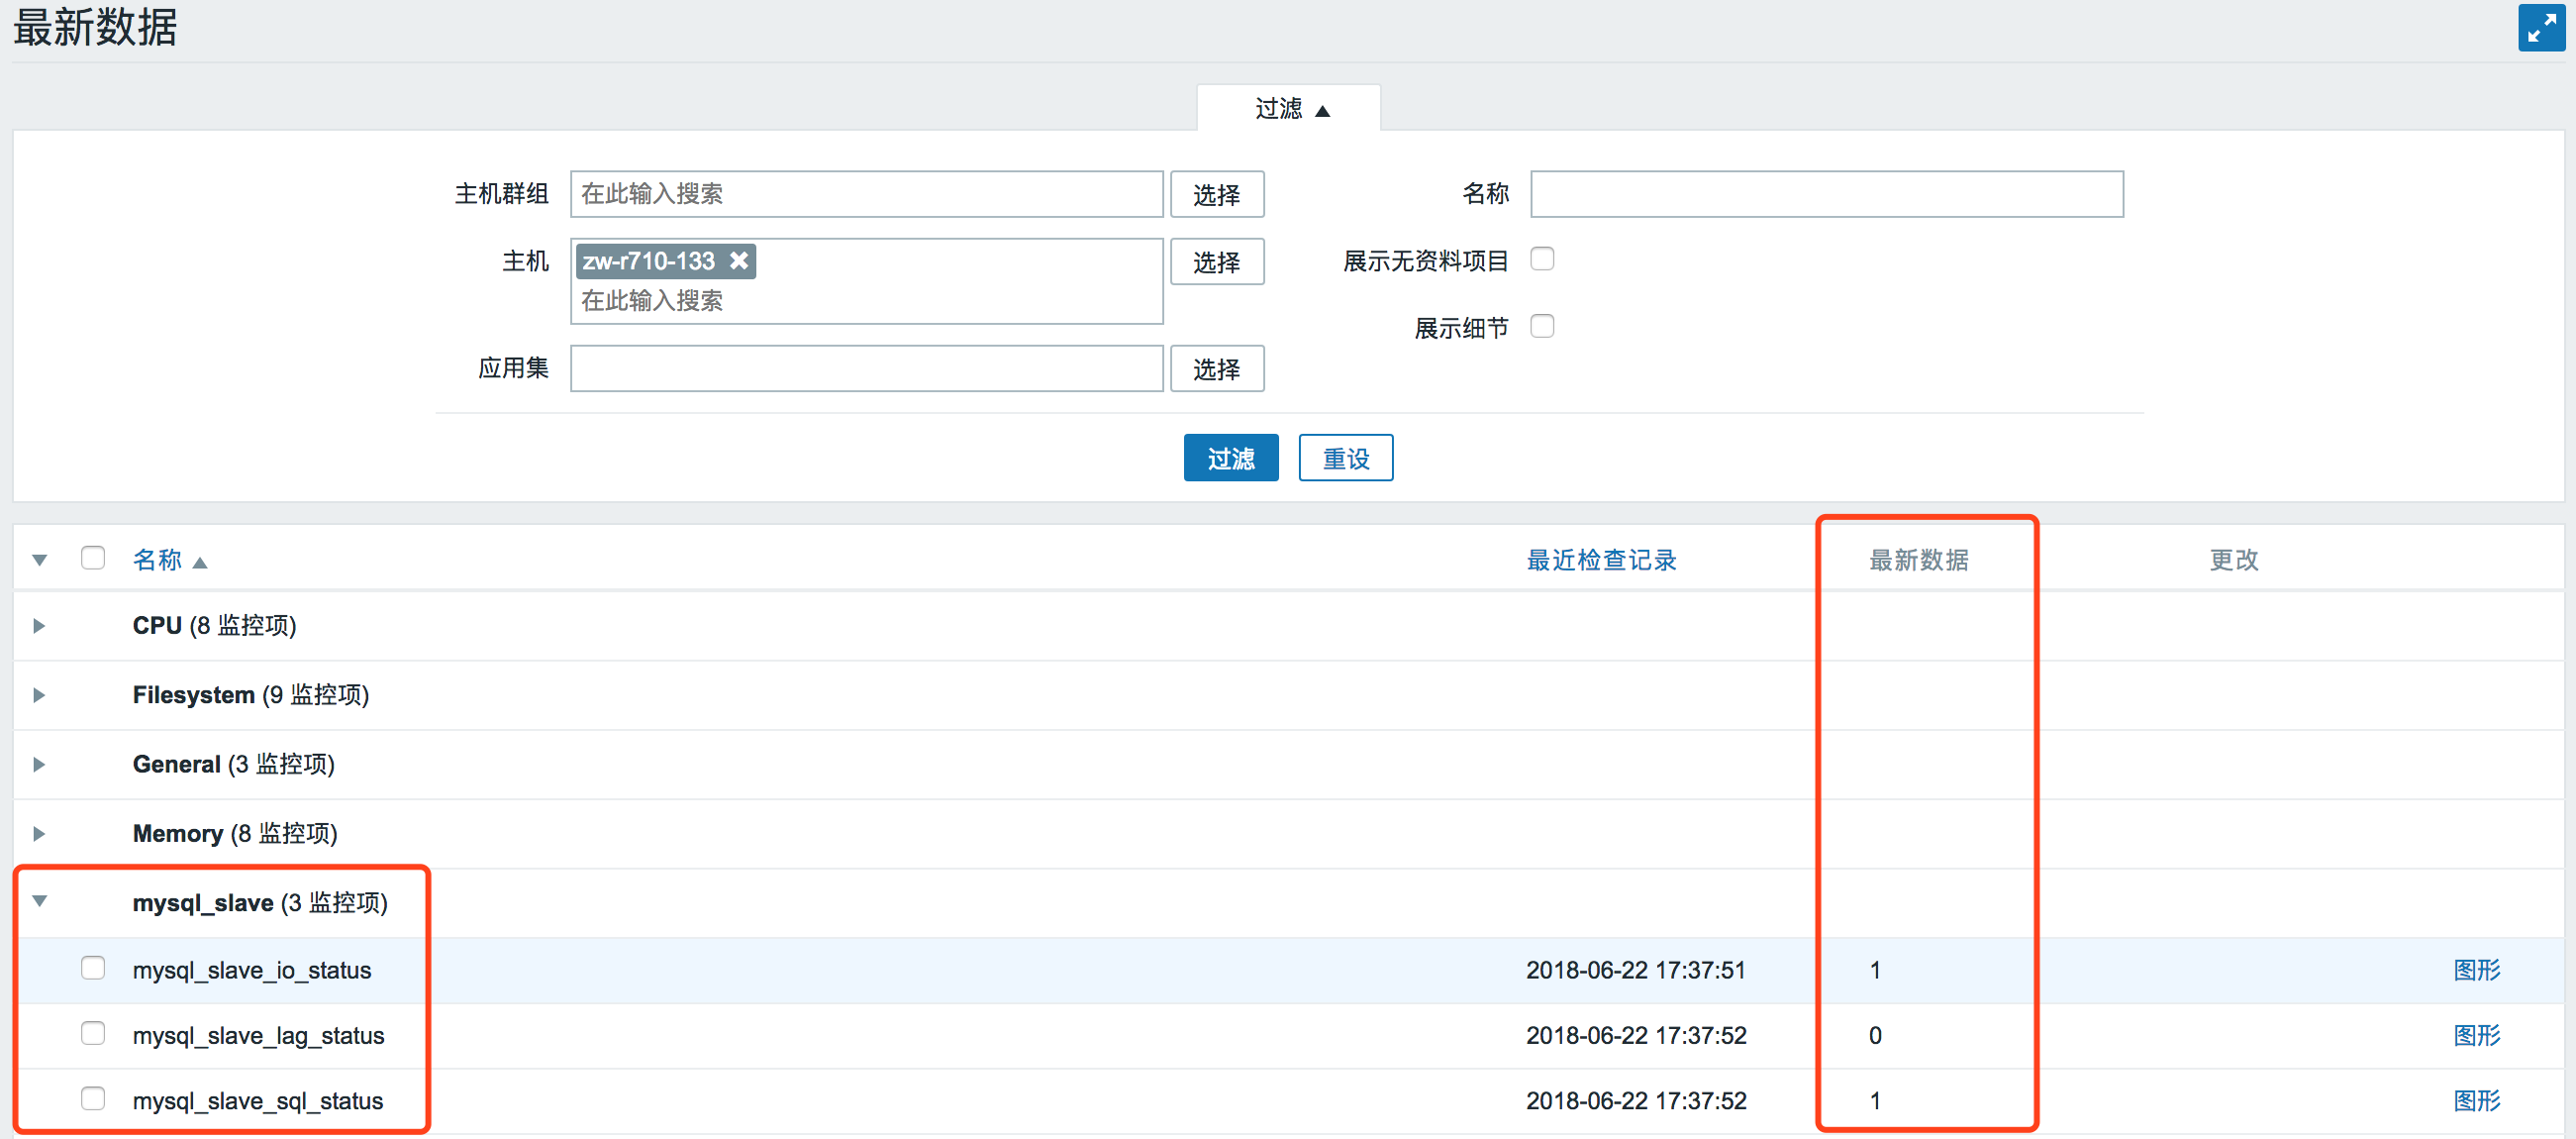 最新数据
过滤
主机群组 在此输入搜索 选择 名称
主机 zw-r710-133 选择 展示无资料项目
在此输入搜索
展示细节
应用集 选择
过滤 重设
名称 最近检查记录 最新数据 更改
CPU (8 监控项)
Filesystem (9 监控项)
General (3 监控项)
Memory (8 监控项)
mysql_slave (3 监控项)
mysql_slave_io_status 2018-06-22 17:37:51 1 图形
mysql_slave_lag_status 2018-06-22 17:37:52 0 图形
mysql_slave_sql_status 2018-06-22 17:37:52 1 图形